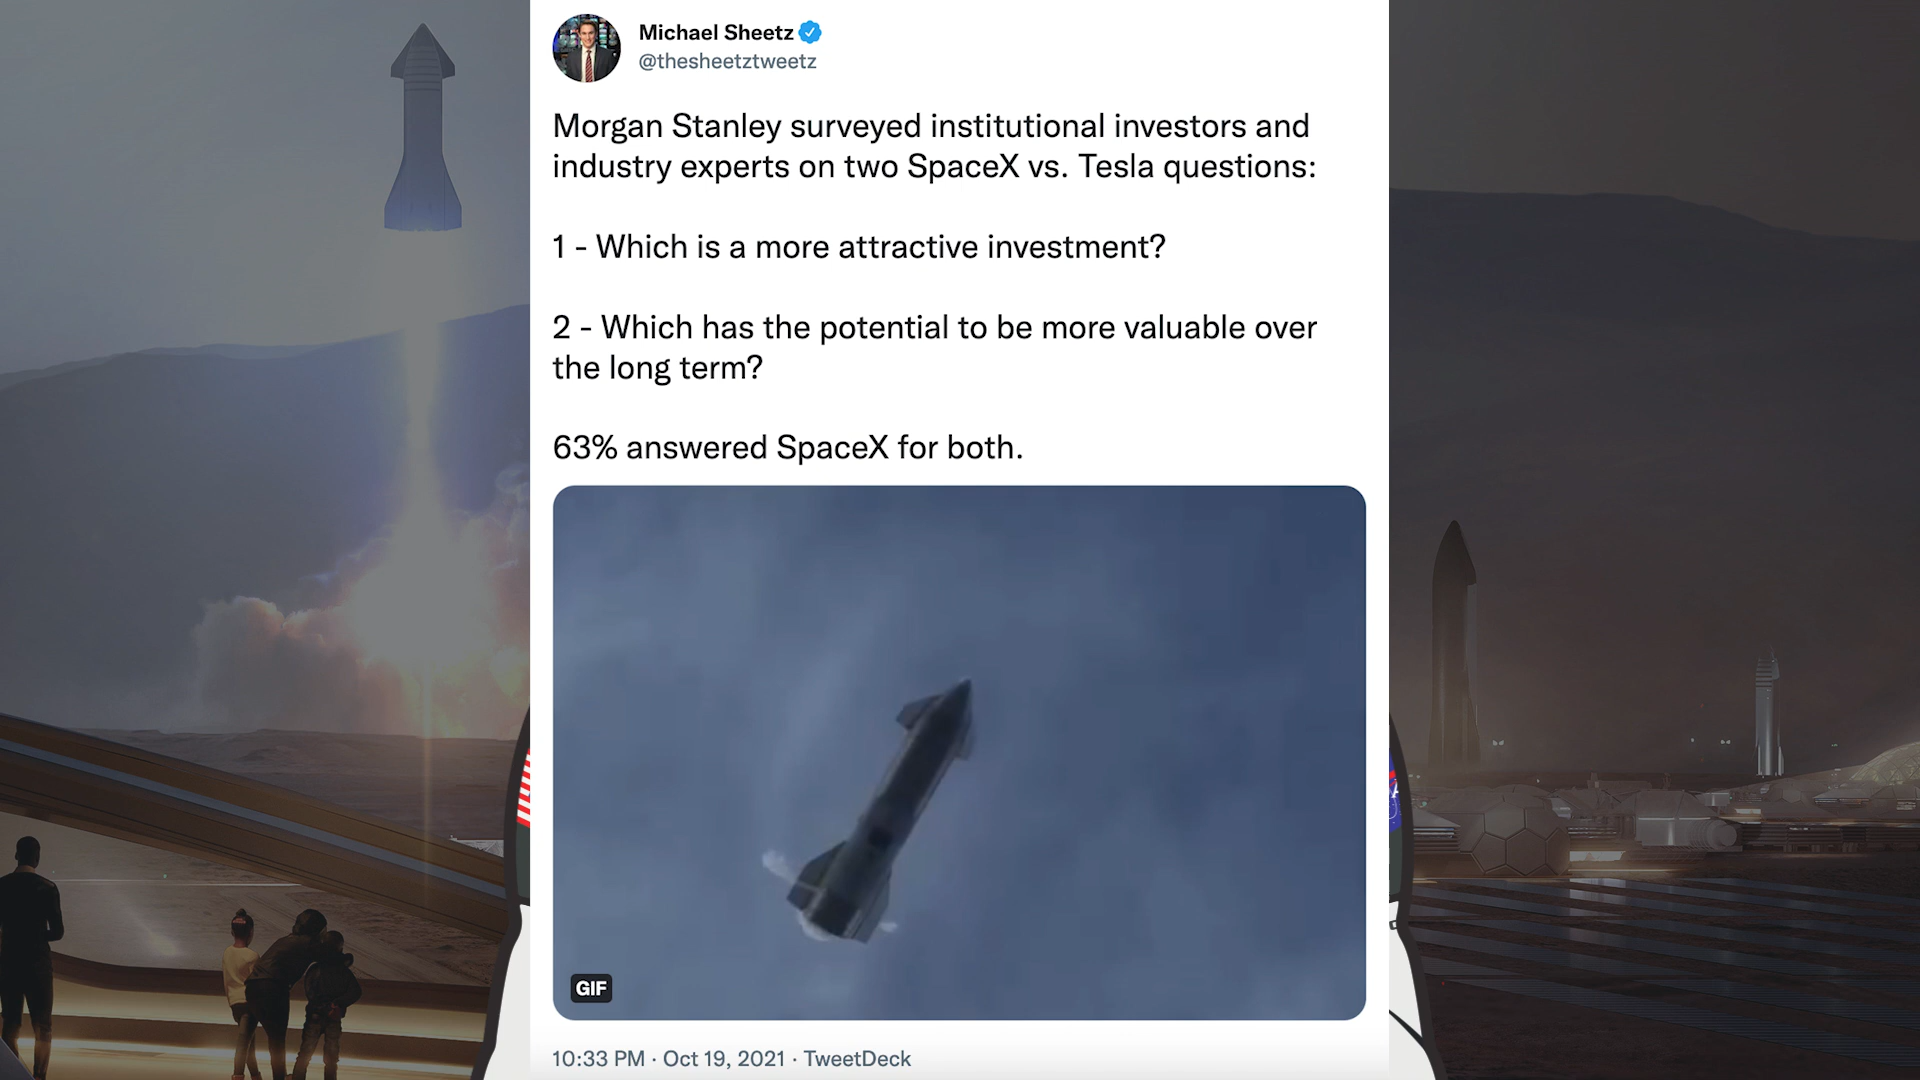 Michael Sheetz
@thesheetztweetz
Morgan Stanley surveyed institutional investors and
industry experts on two SpaceX vs. Tesla questions:
1 - Which is a more attractive investment?
2 - Which has the potential to be more valuable over
the long term?
63% answered SpaceX for both.
GIF
10:33 PM · Oct 19, 2021 · TweetDeck